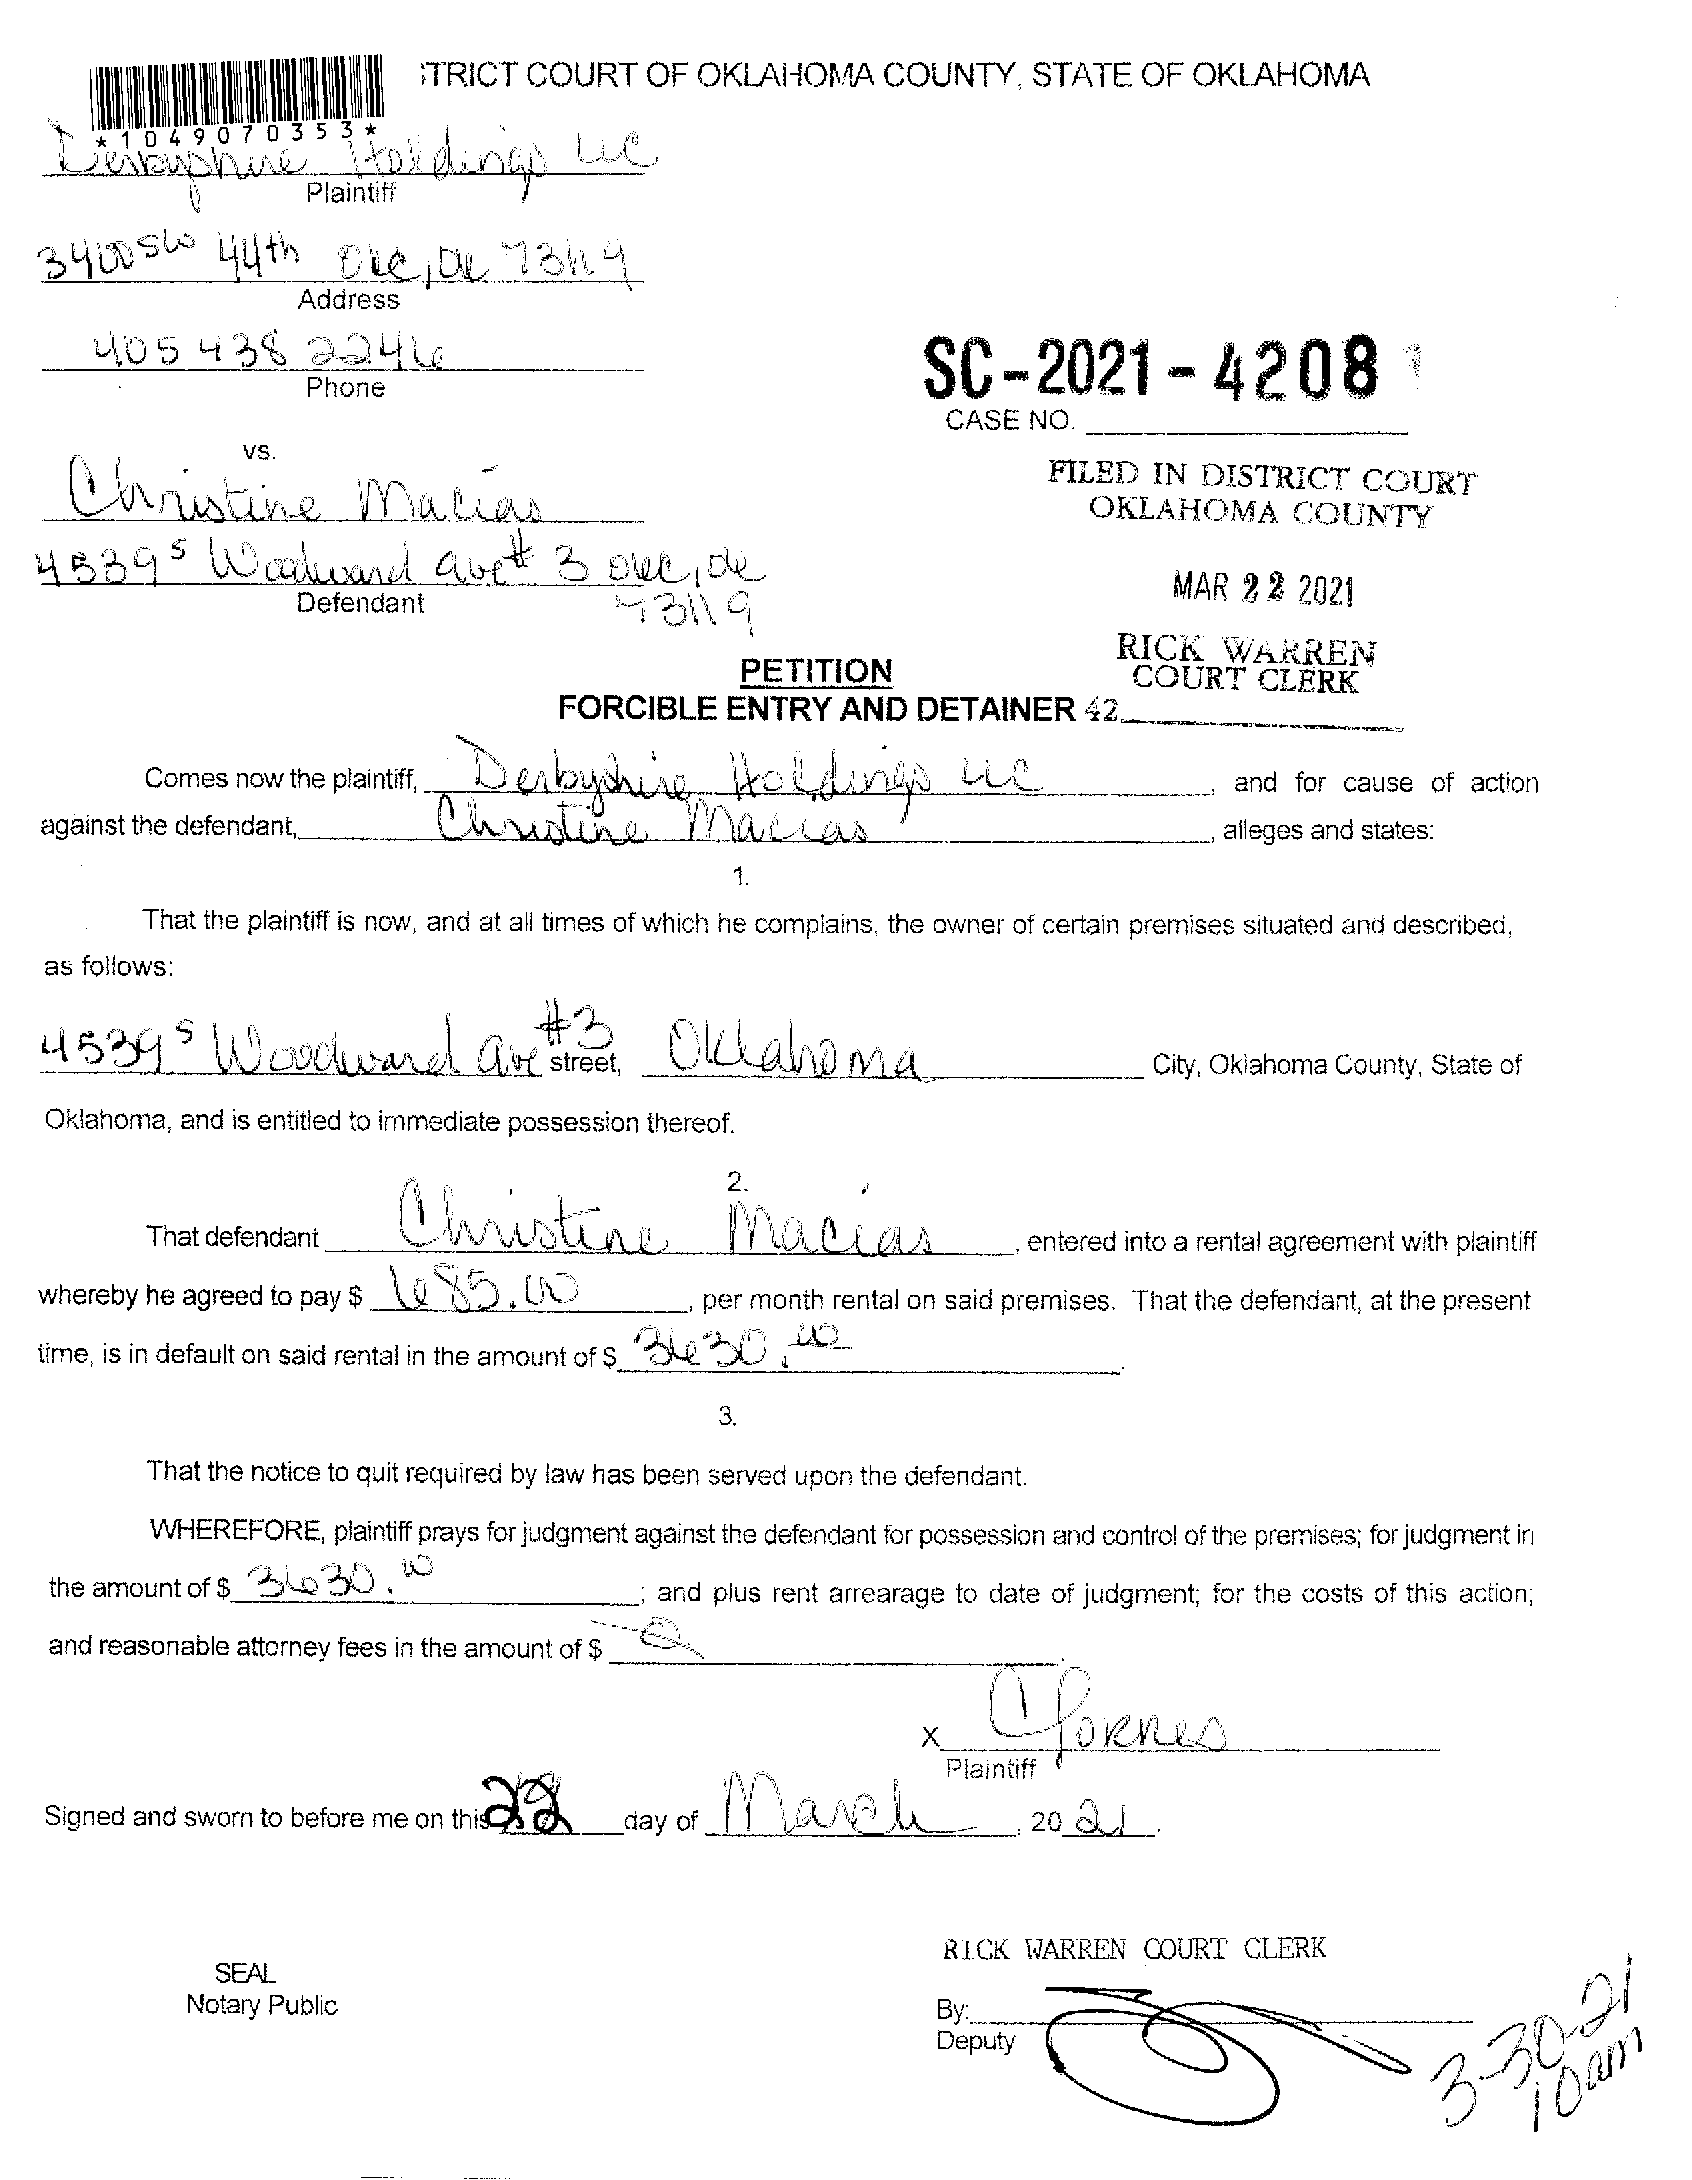 TRICT COURT OF OKLAHOMA COUNTY, STATE OF OKLAHOMA
*1049070353*
Derbyshire Holdings LLC
Plaintiff
3400 SW 44th OKC, OK 73119
Address
405 438 2246
Phone
SC-2021-4208
CASE NO.
vs.
Christine Macias
FILED IN DISTRICT COURT
OKLAHOMA COUNTY
4539 S Woodward ave # 3 OKC, OK
Defendant
73119
MAR 22 2021
RICK WARREN
COURT CLERK
PETITION
FORCIBLE ENTRY AND DETAINER 42
Comes now the plaintiff, Derbyshire Holdings LLC, and for cause of action
against the defendant, Christine Macias, alleges and states:
1.
That the plaintiff is now, and at all times of which he complains, the owner of certain premises situated and described,
as follows:
4539 S Woodward ave #3 street, Oklahoma City, Oklahoma County, State of
Oklahoma, and is entitled to immediate possession thereof.
2.
That defendant Christine Macias, entered into a rental agreement with plaintiff
whereby he agreed to pay $ 685.00, per month rental on said premises. That the defendant, at the present
time, is in default on said rental in the amount of $ 3630.00.
3.
That the notice to quit required by law has been served upon the defendant.
WHEREFORE, plaintiff prays for judgment against the defendant for possession and control of the premises; for judgment in
the amount of $ 3630.00; and plus rent arrearage to date of judgment; for the costs of this action;
and reasonable attorney fees in the amount of $
X C Fornes
Plaintiff
Signed and sworn to before me on this 22 day of March, 2021.
RICK WARREN COURT CLERK
SEAL
Notary Public
By:
Deputy
3-30-21
10am